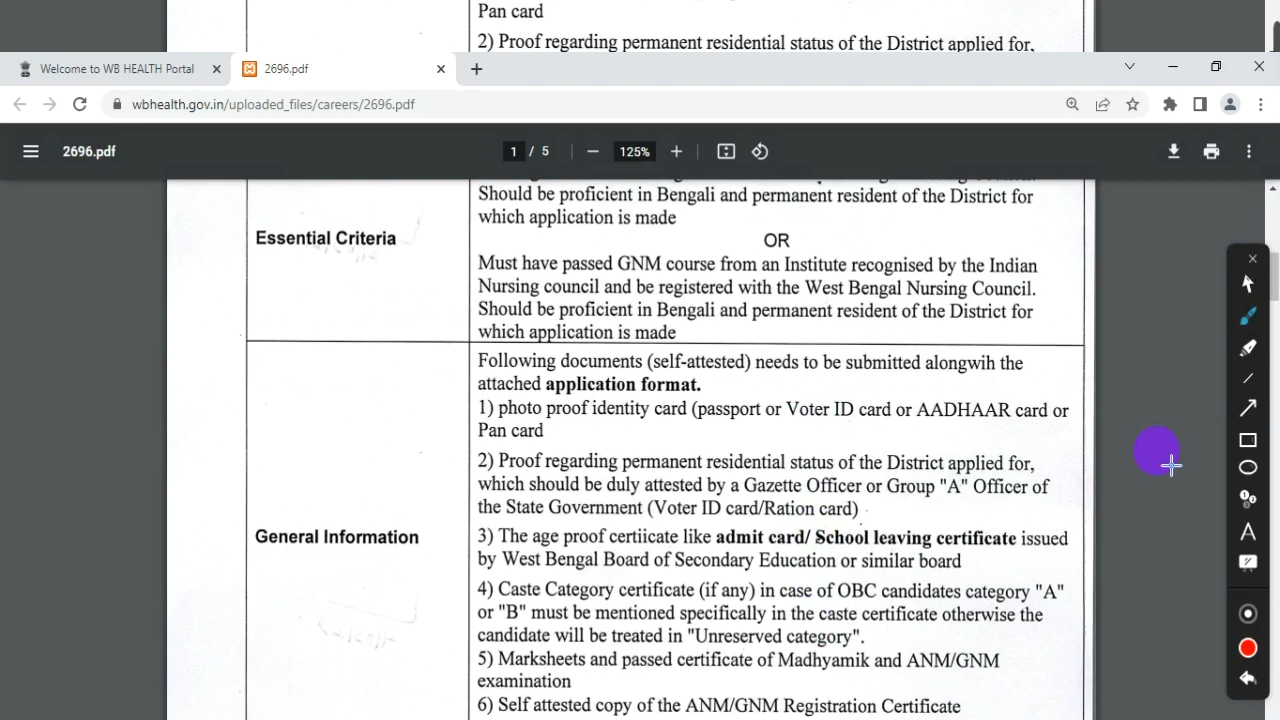 Pan card
2) Proof regarding permanent residential status of the District applied for,
Welcome to WB HEALTH Portal
2696.pdf
wbhealth.gov.in/uploaded_files/careers/2696.pdf
2696.pdf
1 / 5
125%
Should be proficient in Bengali and permanent resident of the District for
which application is made
Essential Criteria
OR
Must have passed GNM course from an Institute recognised by the Indian
Nursing council and be registered with the West Bengal Nursing Council.
Should be proficient in Bengali and permanent resident of the District for
which application is made
Following documents (self-attested) needs to be submitted alongwih the
attached application format.
1) photo proof identity card (passport or Voter ID card or AADHAAR card or
Pan card
2) Proof regarding permanent residential status of the District applied for,
which should be duly attested by a Gazette Officer or Group "A" Officer of
the State Government (Voter ID card/Ration card)
General Information
3) The age proof certiicate like admit card/ School leaving certificate issued
by West Bengal Board of Secondary Education or similar board
4) Caste Category certificate (if any) in case of OBC candidates category "A"
or "B" must be mentioned specifically in the caste certificate otherwise the
candidate will be treated in "Unreserved category".
5) Marksheets and passed certificate of Madhyamik and ANM/GNM
examination
6) Self attested copy of the ANM/GNM Registration Certificate